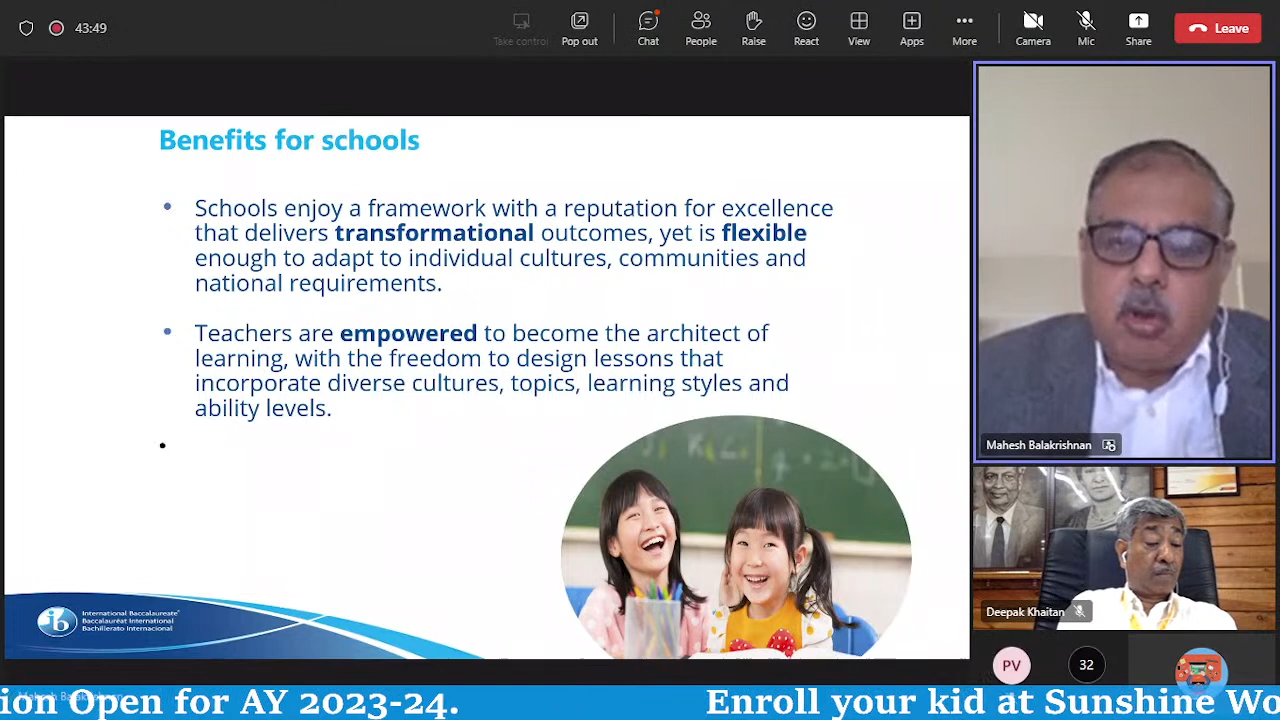 43:49
Take control
Pop out
Chat
People
Raise
React
View
Apps
More
Camera
Mic
Share
Leave
Benefits for schools
• Schools enjoy a framework with a reputation for excellence
that delivers transformational outcomes, yet is flexible
enough to adapt to individual cultures, communities and
national requirements.
• Teachers are empowered to become the architect of
learning, with the freedom to design lessons that
incorporate diverse cultures, topics, learning styles and
ability levels.
•
Mahesh Balakrishnan
Deepak Khaitan
PV
32
ib
International Baccalaureate®
Baccalauréat International
Bachillerato Internacional
Mahesh Balakrishnan
ion Open for AY 2023-24. Enroll your kid at Sunshine Wo